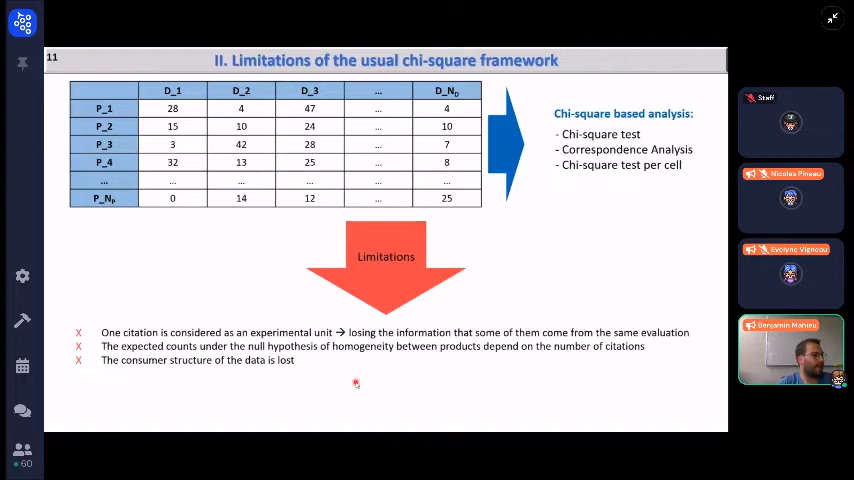 11
II. Limitations of the usual chi-square framework
D_1 D_2 D_3 ... D_N_D
P_1 28 4 47 ... 4
P_2 15 10 24 ... 10
P_3 3 42 28 ... 7
P_4 32 13 25 ... 8
... ... ... ... ... ...
P_N_P 0 14 12 ... 25
Chi-square based analysis:
- Chi-square test
- Correspondence Analysis
- Chi-square test per cell
Limitations
X One citation is considered as an experimental unit → losing the information that some of them come from the same evaluation
X The expected counts under the null hypothesis of homogeneity between products depend on the number of citations
X The consumer structure of the data is lost
Staff
Nicolas Pineau
Evelyne Vigneau
Benjamin Mahieu
60